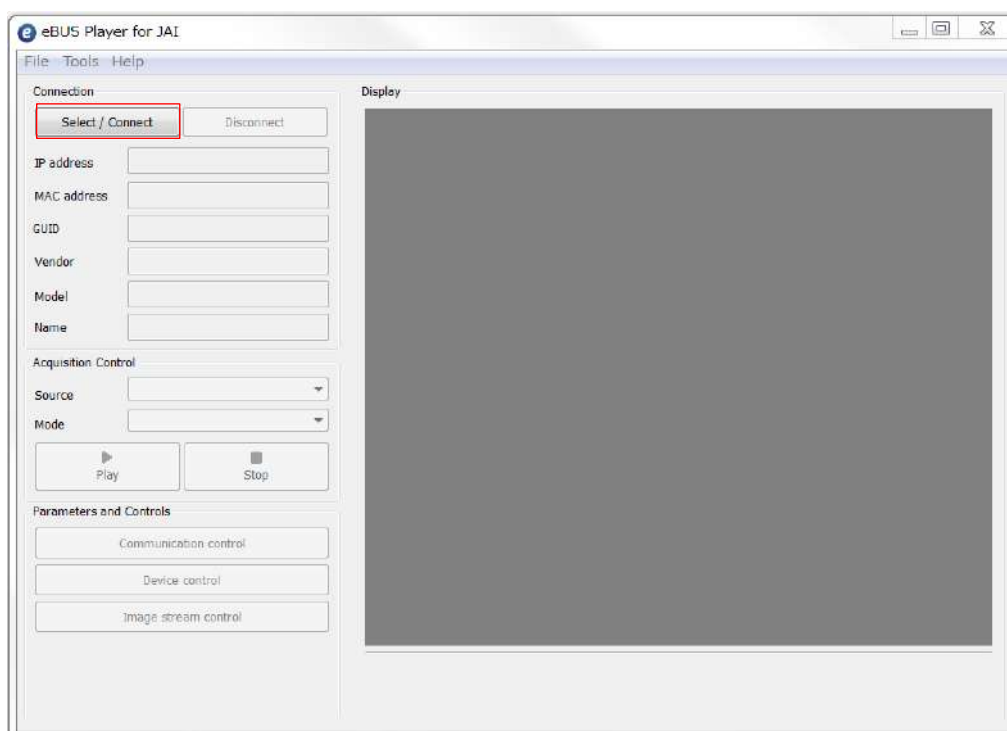 eBUS Player for JAI
File Tools Help
Connection
Select / Connect Disconnect
IP address
MAC address
GUID
Vendor
Model
Name
Acquisition Control
Source
Mode
Play Stop
Parameters and Controls
Communication control
Device control
Image stream control
Display